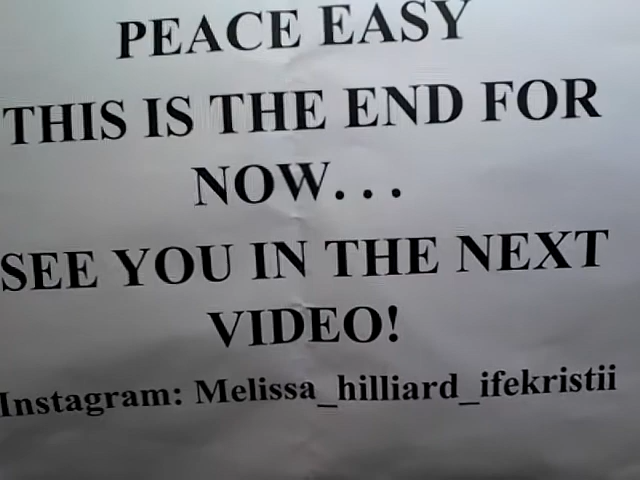 PEACE EASY
THIS IS THE END FOR
NOW...
SEE YOU IN THE NEXT
VIDEO!
Instagram: Melissa_hilliard_ifekristii